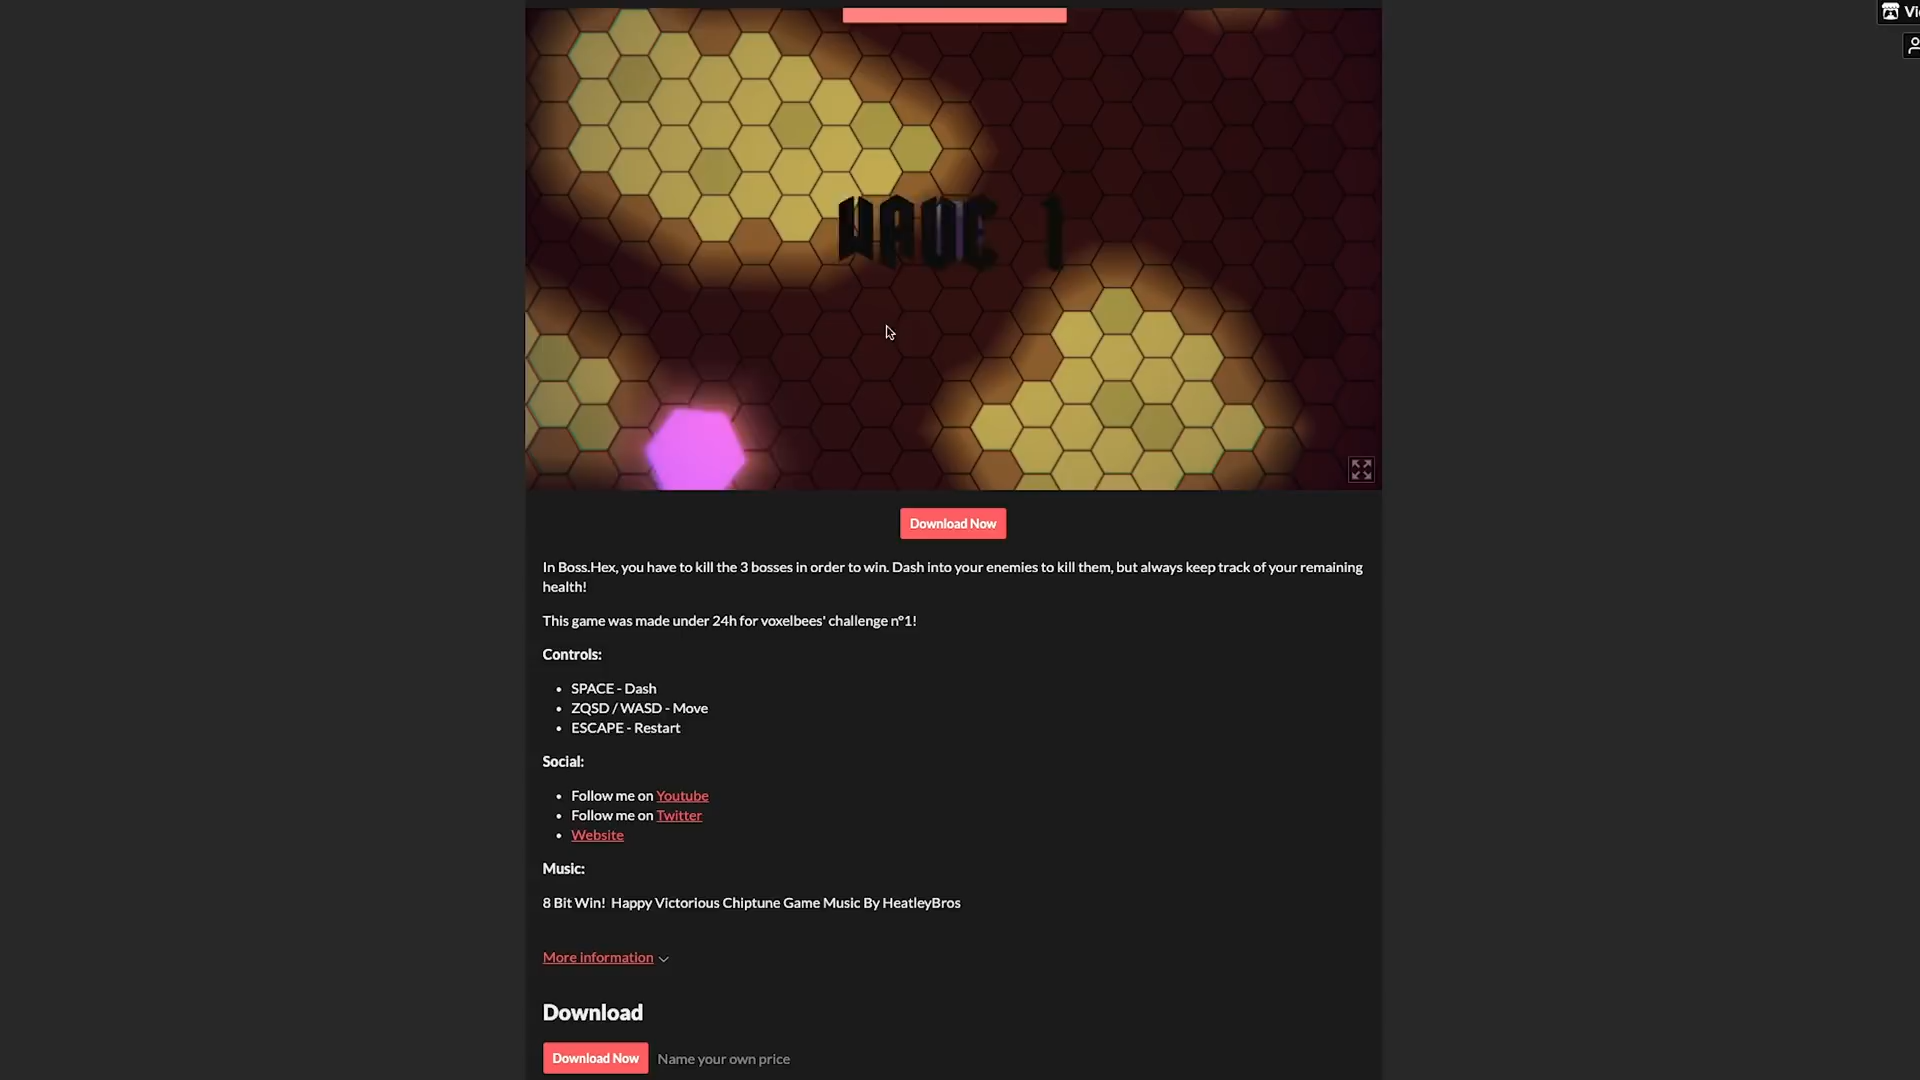 Vi
WAVE 1
Download Now
In Boss.Hex, you have to kill the 3 bosses in order to win. Dash into your enemies to kill them, but always keep track of your remaining
health!
This game was made under 24h for voxelbees' challenge n°1!
Controls:
• SPACE - Dash
• ZQSD / WASD - Move
• ESCAPE - Restart
Social:
• Follow me on Youtube
• Follow me on Twitter
• Website
Music:
8 Bit Win!  Happy Victorious Chiptune Game Music By HeatleyBros
More information
Download
Download Now Name your own price